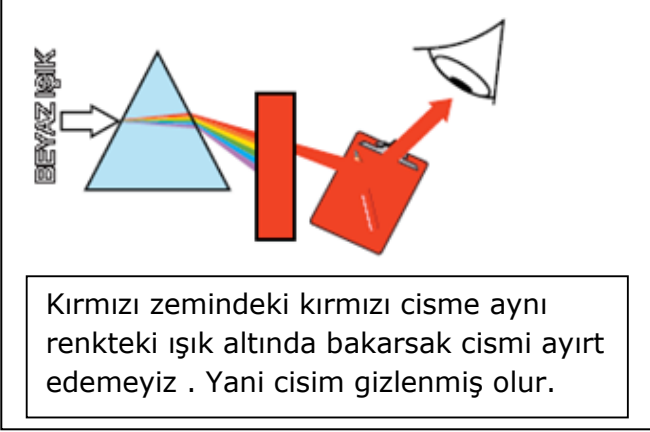 BEYAZ IŞIK
Kırmızı zemindeki kırmızı cisme aynı
renkteki ışık altında bakarsak cismi ayırt
edemeyiz . Yani cisim gizlenmiş olur.